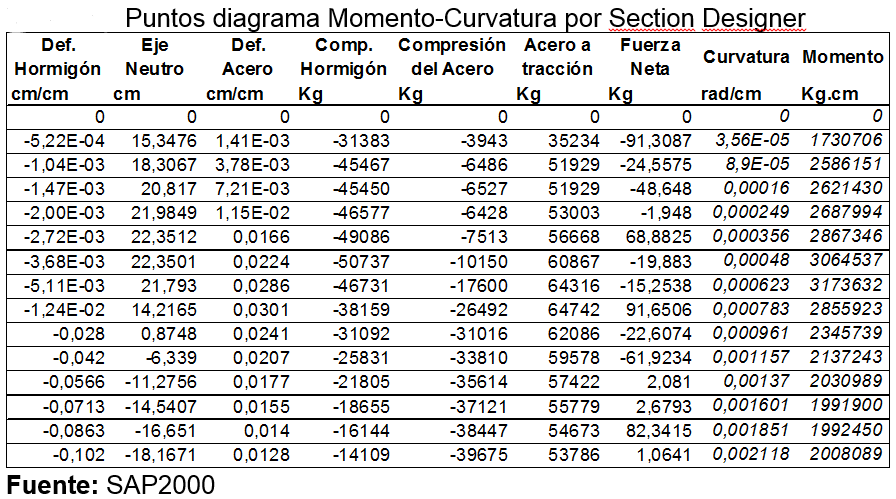 Puntos diagrama Momento-Curvatura por Section Designer
Def. Hormigón Eje Neutro Def. Acero Comp. Hormigón Compresión del Acero Acero a tracción Fuerza Neta Curvatura Momento
cm/cm cm cm/cm Kg Kg Kg Kg rad/cm Kg.cm
0 0 0 0 0 0 0 0 0
-5,22E-04 15,3476 1,41E-03 -31383 -3943 35234 -91,3087 3,56E-05 1730706
-1,04E-03 18,3067 3,78E-03 -45467 -6486 51929 -24,5575 8,9E-05 2586151
-1,47E-03 20,817 7,21E-03 -45450 -6527 51929 -48,648 0,00016 2621430
-2,00E-03 21,9849 1,15E-02 -46577 -6428 53003 -1,948 0,000249 2687994
-2,72E-03 22,3512 0,0166 -49086 -7513 56668 68,8825 0,000356 2867346
-3,68E-03 22,3501 0,0224 -50737 -10150 60867 -19,883 0,00048 3064537
-5,11E-03 21,793 0,0286 -46731 -17600 64316 -15,2538 0,000623 3173632
-1,24E-02 14,2165 0,0301 -38159 -26492 64742 91,6506 0,000783 2855923
-0,028 0,8748 0,0241 -31092 -31016 62086 -22,6074 0,000961 2345739
-0,042 -6,339 0,0207 -25831 -33810 59578 -61,9234 0,001157 2137243
-0,0566 -11,2756 0,0177 -21805 -35614 57422 2,081 0,00137 2030989
-0,0713 -14,5407 0,0155 -18655 -37121 55779 2,6793 0,001601 1991900
-0,0863 -16,651 0,014 -16144 -38447 54673 82,3415 0,001851 1992450
-0,102 -18,1671 0,0128 -14109 -39675 53786 1,0641 0,002118 2008089
Fuente: SAP2000